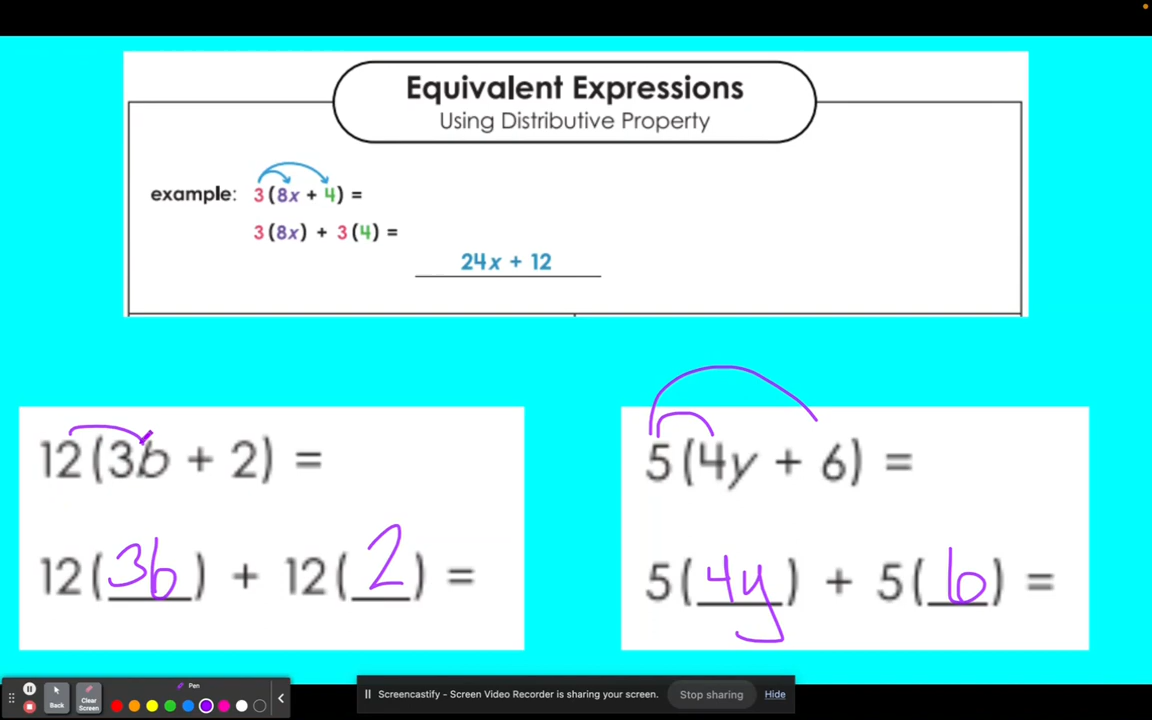 Equivalent Expressions
Using Distributive Property
example: 3(8x + 4) =
3(8x) + 3(4) =
24x + 12
12(3b + 2) =
12(3b) + 12(2) =
5(4y + 6) =
5(4y) + 5(6) =
Pen
Back
Clear Screen
Screencastify - Screen Video Recorder is sharing your screen.
Stop sharing
Hide